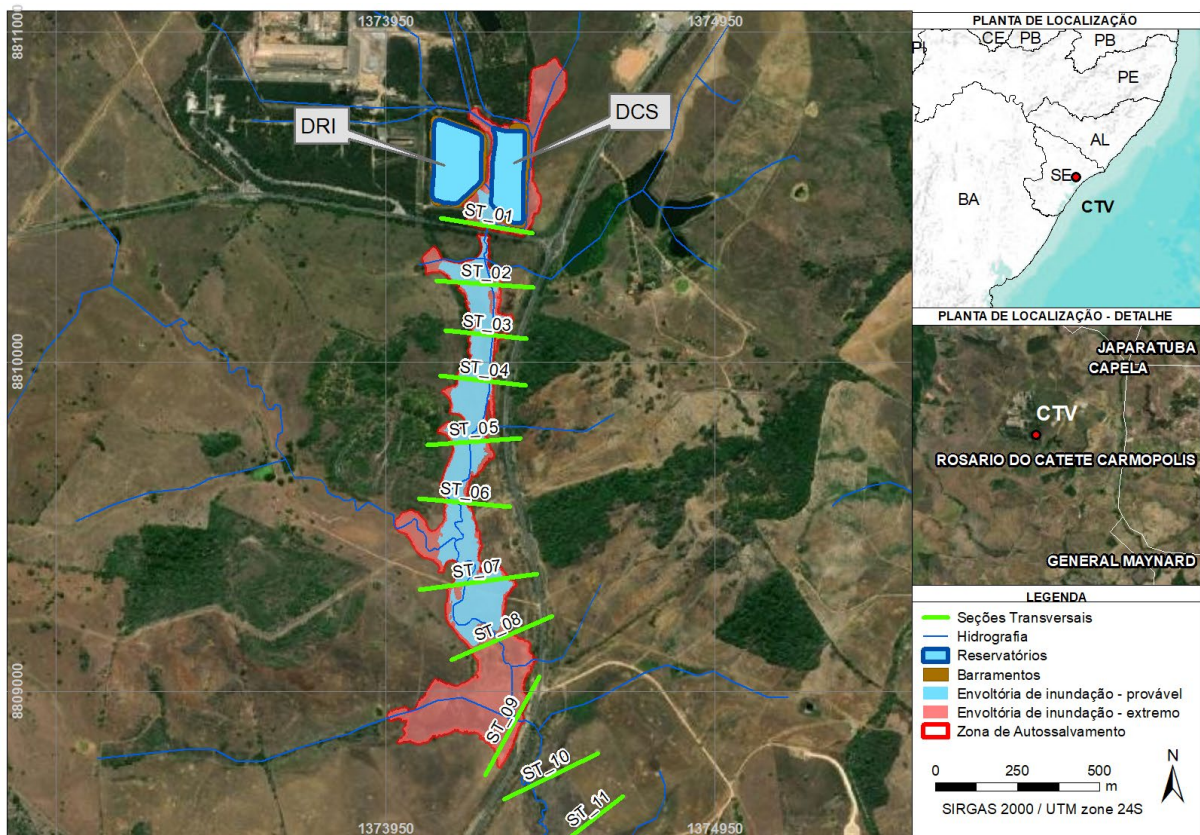 8811000
1373950
1374950
DRI
DCS
ST_01
ST_02
ST_03
8810000
ST_04
ST_05
ST_06
ST_07
ST_08
8809000
ST_09
ST_10
ST_11
1373950
1374950
PLANTA DE LOCALIZAÇÃO
CE
PB
PB
PI
PE
AL
SE
BA
CTV
PLANTA DE LOCALIZAÇÃO - DETALHE
JAPARATUBA
CAPELA
CTV
ROSARIO DO CATETE CARMOPOLIS
GENERAL MAYNARD
LEGENDA
Seções Transversais
Hidrografia
Reservatórios
Barramentos
Envoltória de inundação - provável
Envoltória de inundação - extremo
Zona de Autossalvamento
N
0 250 500
m
SIRGAS 2000 / UTM zone 24S